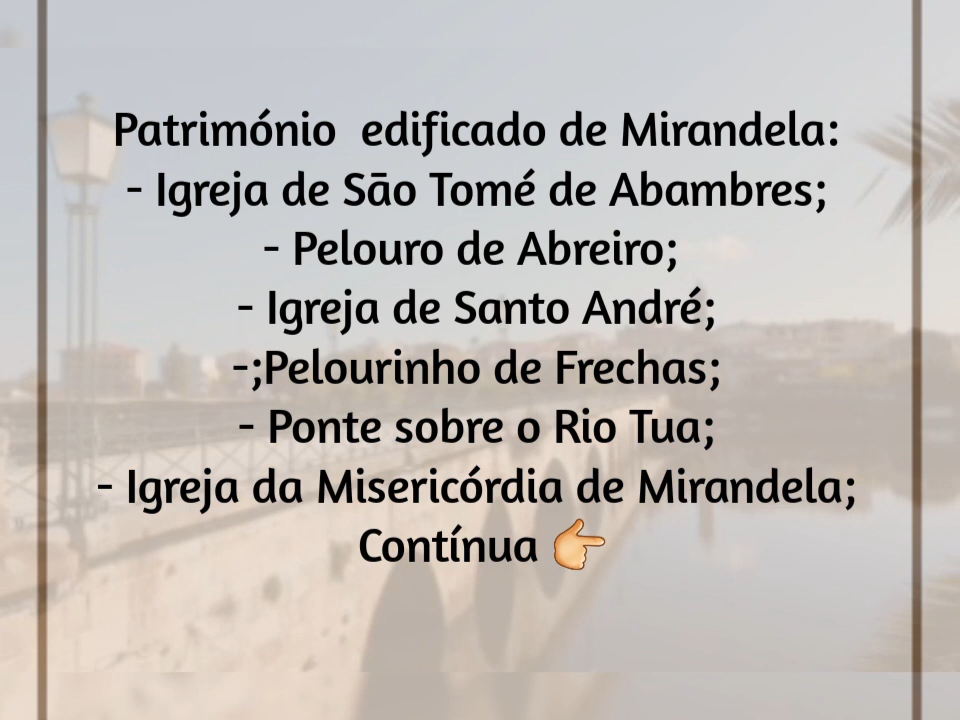 Património  edificado de Mirandela:
- Igreja de São Tomé de Abambres;
- Pelouro de Abreiro;
- Igreja de Santo André;
-;Pelourinho de Frechas;
- Ponte sobre o Rio Tua;
- Igreja da Misericórdia de Mirandela;
Contínua 👉